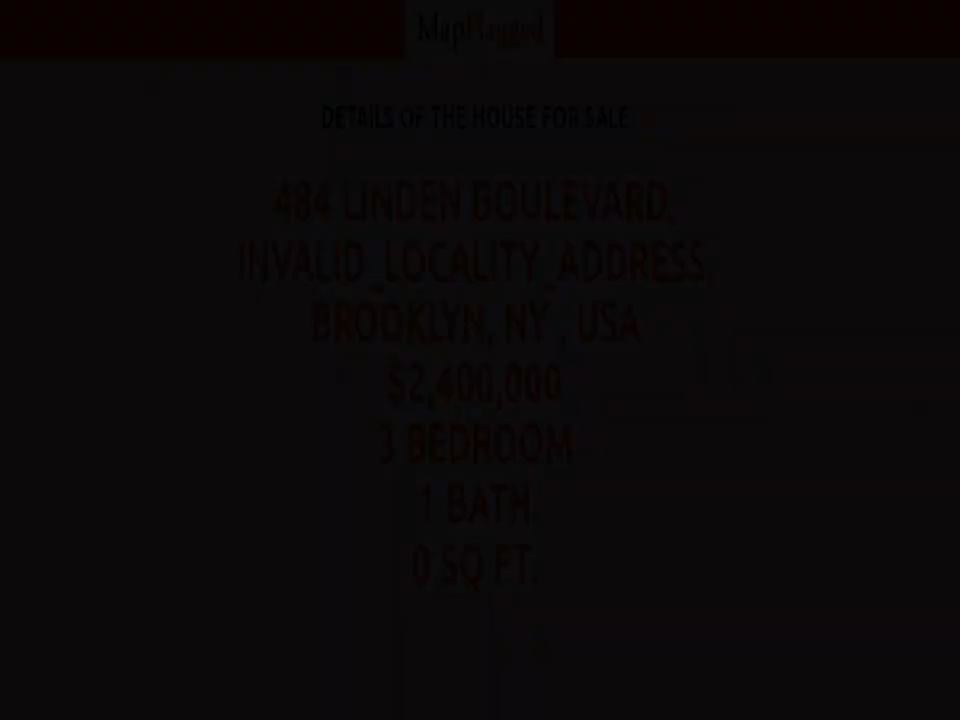 MapFlagged
DETAILS OF THE HOUSE FOR SALE
484 LINDEN BOULEVARD,
INVALID_LOCALITY_ADDRESS,
BROOKLYN, NY , USA
$2,400,000
3 BEDROOM
1 BATH.
0 SQ FT.